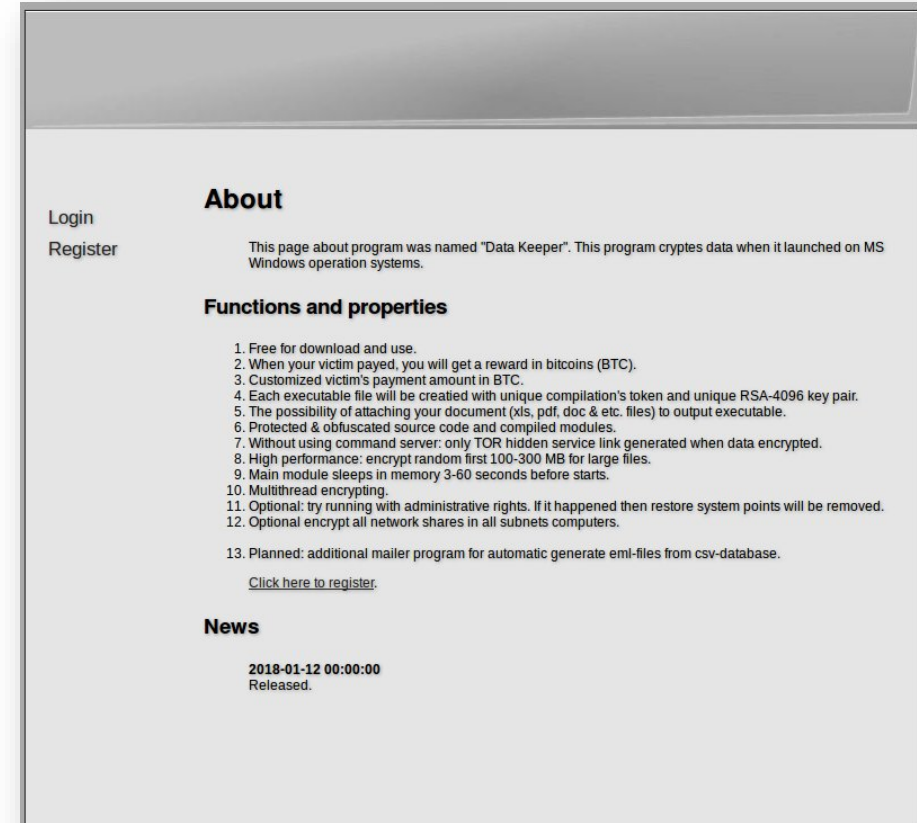 Login
Register
About
This page about program was named "Data Keeper". This program cryptes data when it launched on MS
Windows operation systems.
Functions and properties
1. Free for download and use.
2. When your victim payed, you will get a reward in bitcoins (BTC).
3. Customized victim's payment amount in BTC.
4. Each executable file will be creatied with unique compilation's token and unique RSA-4096 key pair.
5. The possibility of attaching your document (xls, pdf, doc & etc. files) to output executable.
6. Protected & obfuscated source code and compiled modules.
7. Without using command server: only TOR hidden service link generated when data encrypted.
8. High performance: encrypt random first 100-300 MB for large files.
9. Main module sleeps in memory 3-60 seconds before starts.
10. Multithread encrypting.
11. Optional: try running with administrative rights. If it happened then restore system points will be removed.
12. Optional encrypt all network shares in all subnets computers.
13. Planned: additional mailer program for automatic generate eml-files from csv-database.
Click here to register.
News
2018-01-12 00:00:00
Released.